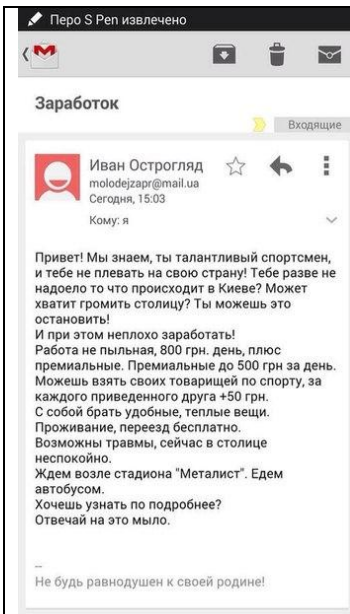 Перо S Pen извлечено
Заработок
Входящие
Иван Острогляд
molodejzapr@mail.ua
Сегодня, 15:03
Кому: я
Привет! Мы знаем, ты талантливый спортсмен,
и тебе не плевать на свою страну! Тебе разве не
надоело то что происходит в Киеве? Может
хватит громить столицу? Ты можешь это
остановить!
И при этом неплохо заработать!
Работа не пыльная, 800 грн. день, плюс
премиальные. Премиальные до 500 грн за день.
Можешь взять своих товарищей по спорту, за
каждого приведенного друга +50 грн.
С собой брать удобные, теплые вещи.
Проживание, переезд бесплатно.
Возможны травмы, сейчас в столице
неспокойно.
Ждем возле стадиона "Металист". Едем
автобусом.
Хочешь узнать по подробнее?
Отвечай на это мыло.
--
Не будь равнодушен к своей родине!